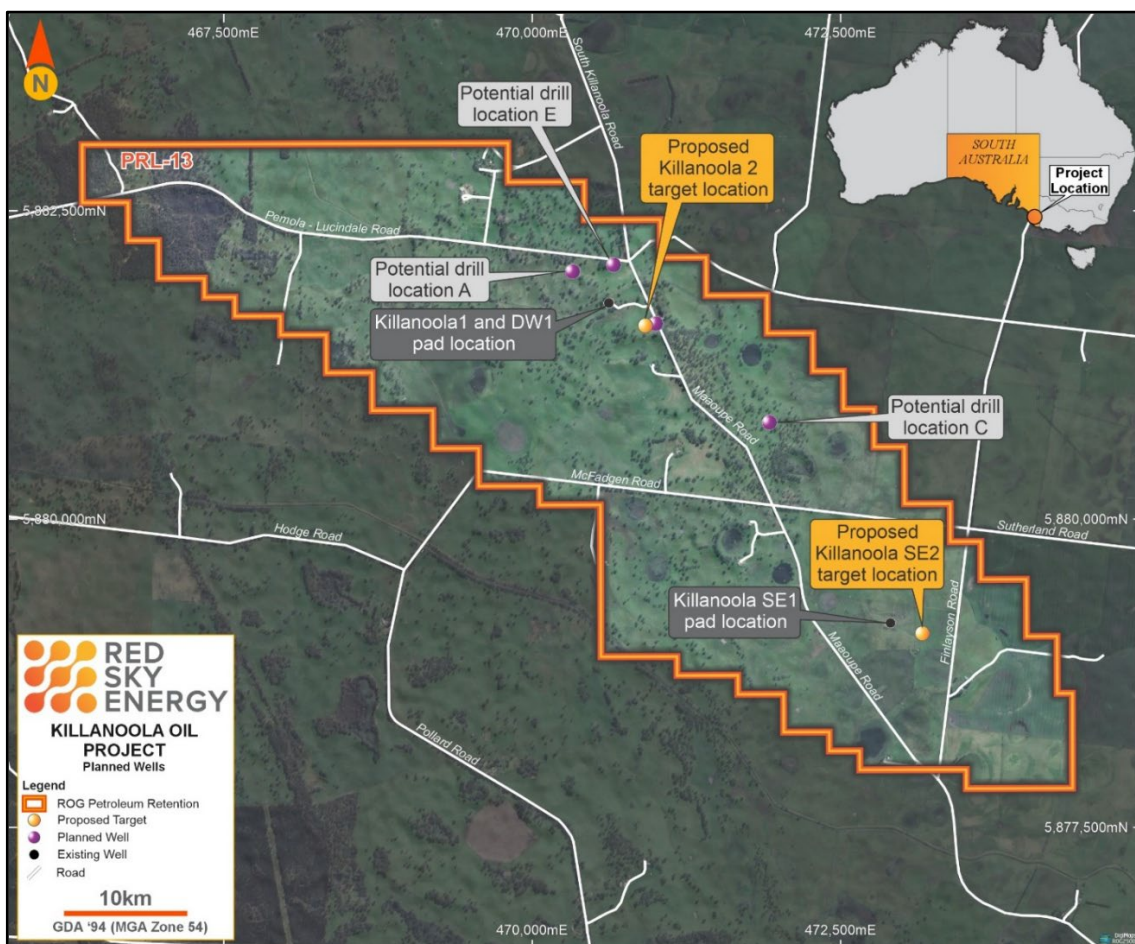 467,500mE
470,000mE
472,500mE
N
South Killanoola Road
Potential drill
location E
Proposed
Killanoola 2
target location
SOUTH
AUSTRALIA
Project
Location
PRL-13
5,882,500mN
Pernola - Lucindale Road
Potential drill
location A
Killanoola1 and DW1
pad location
Maaoupe Road
Potential drill
location C
McFadgen Road
5,880,000mN
5,880,000mN
Hodge Road
Sutherland Road
Proposed
Killanoola SE2
target location
Killanoola SE1
pad location
Finlayson Road
Maaoupe Road
Pollard Road
RED
SKY
ENERGY
KILLANOOLA OIL
PROJECT
Planned Wells
Legend
ROG Petroleum Retention
Proposed Target
Planned Well
Existing Well
Road
10km
GDA '94 (MGA Zone 54)
5,877,500mN
470,000mE
472,500mE